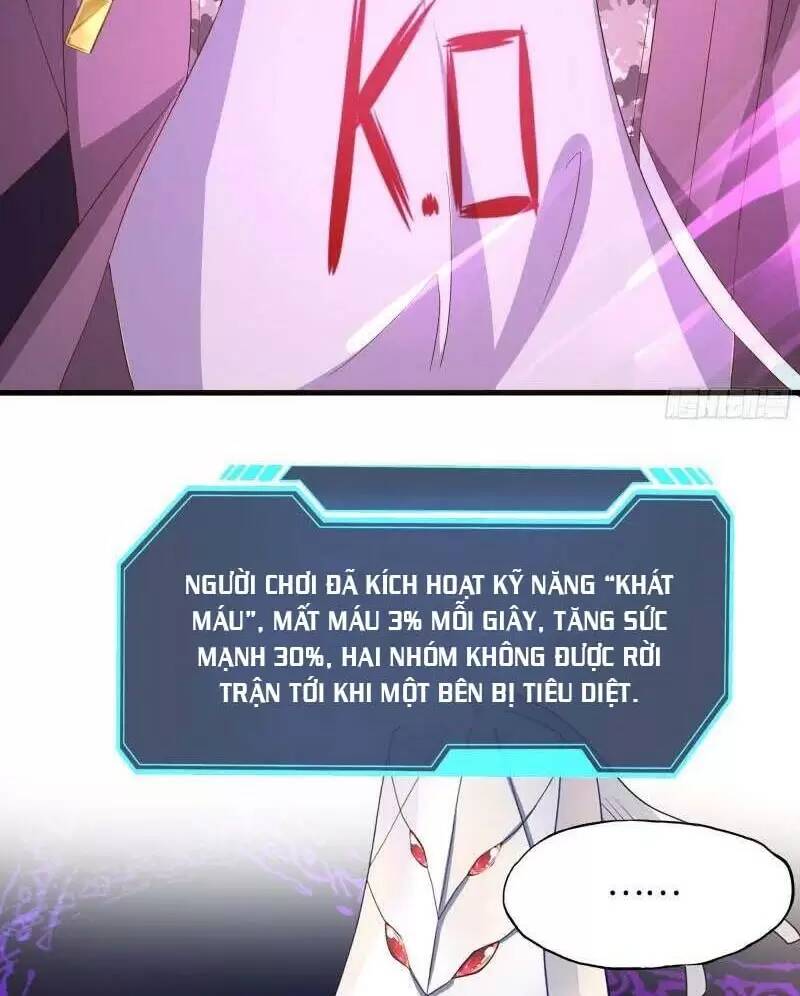 K.O
NGƯỜI CHƠI ĐÃ KÍCH HOẠT KỸ NĂNG “KHÁT
MÁU”, MẤT MÁU 3% MỖI GIÂY, TĂNG SỨC
MẠNH 30%, HAI NHÓM KHÔNG ĐƯỢC RỜI
TRẬN TỚI KHI MỘT BÊN BỊ TIÊU DIỆT.
......